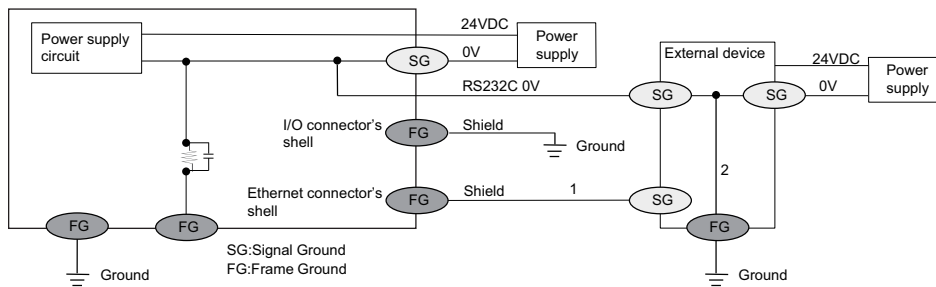 24VDC
Power supply
circuit
Power
supply
SG
0V
External device
24VDC
Power
supply
RS232C 0V
SG
SG
0V
I/O connector's
shell
FG
Shield
Ground
2
Ethernet connector's
shell
FG
Shield
1
SG
FG
FG
FG
SG:Signal Ground
FG:Frame Ground
Ground
Ground